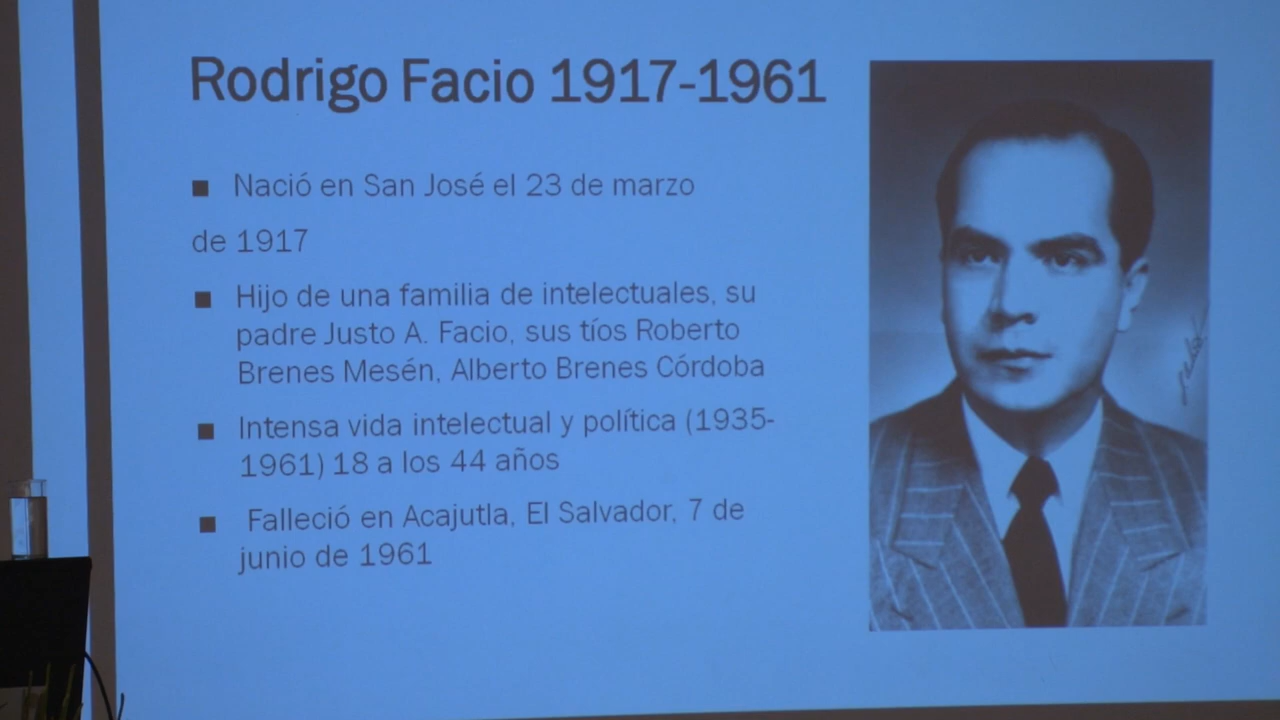 Rodrigo Facio 1917-1961
■ Nació en San José el 23 de marzo
de 1917
■ Hijo de una familia de intelectuales, su
padre Justo A. Facio, sus tíos Roberto
Brenes Mesén, Alberto Brenes Córdoba
■ Intensa vida intelectual y política (1935-
1961) 18 a los 44 años
■ Falleció en Acajutla, El Salvador, 7 de
junio de 1961